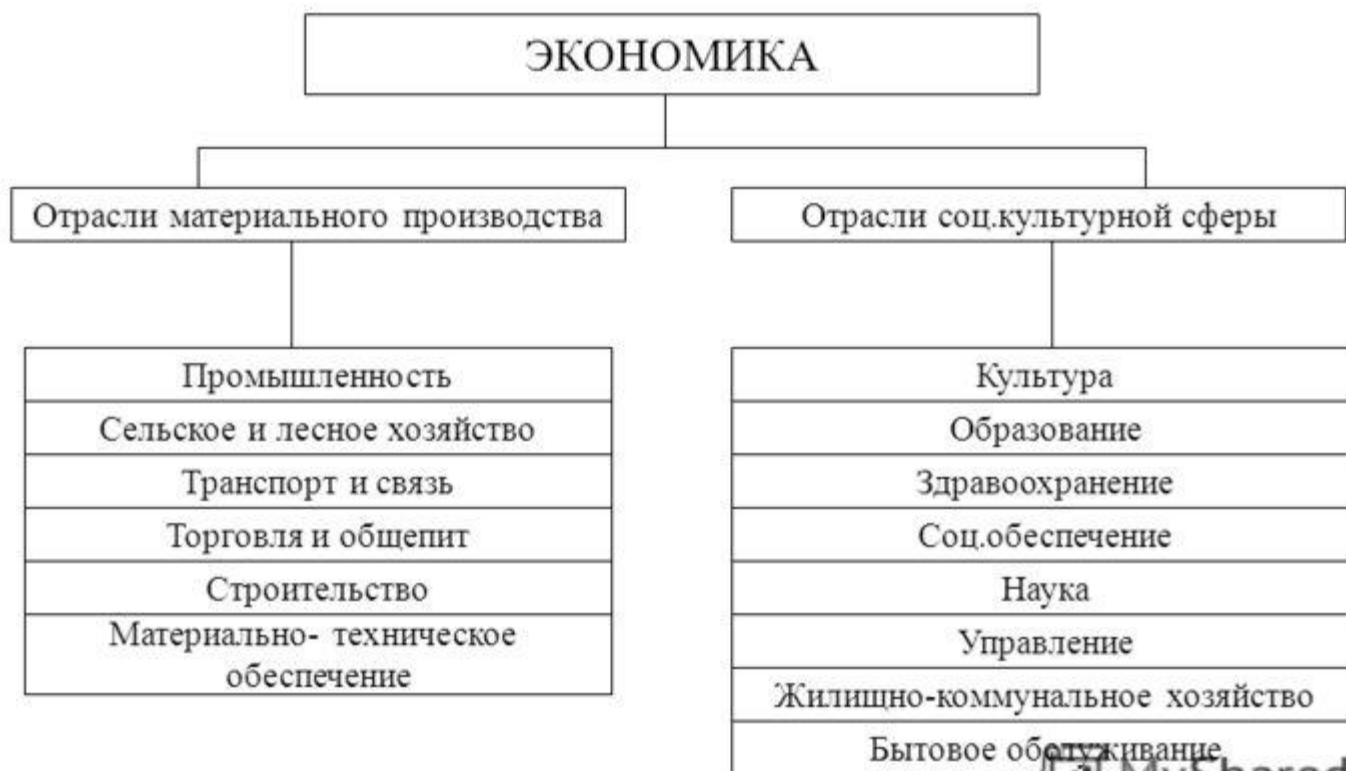 ЭКОНОМИКА
Отрасли материального производства
Отрасли соц.культурной сферы
Промышленность
Сельское и лесное хозяйство
Транспорт и связь
Торговля и общепит
Строительство
Материально- техническое
обеспечение
Культура
Образование
Здравоохранение
Соц.обеспечение
Наука
Управление
Жилищно-коммунальное хозяйство
Бытовое обслуживание
MyShared